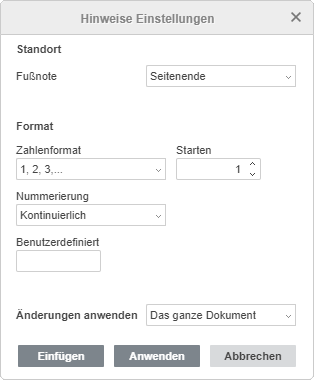 Hinweise Einstellungen
Standort
Fußnote Seitenende
Format
Zahlenformat Starten
1, 2, 3,... 1
Nummerierung
Kontinuierlich
Benutzerdefiniert
Änderungen anwenden Das ganze Dokument
Einfügen Anwenden Abbrechen